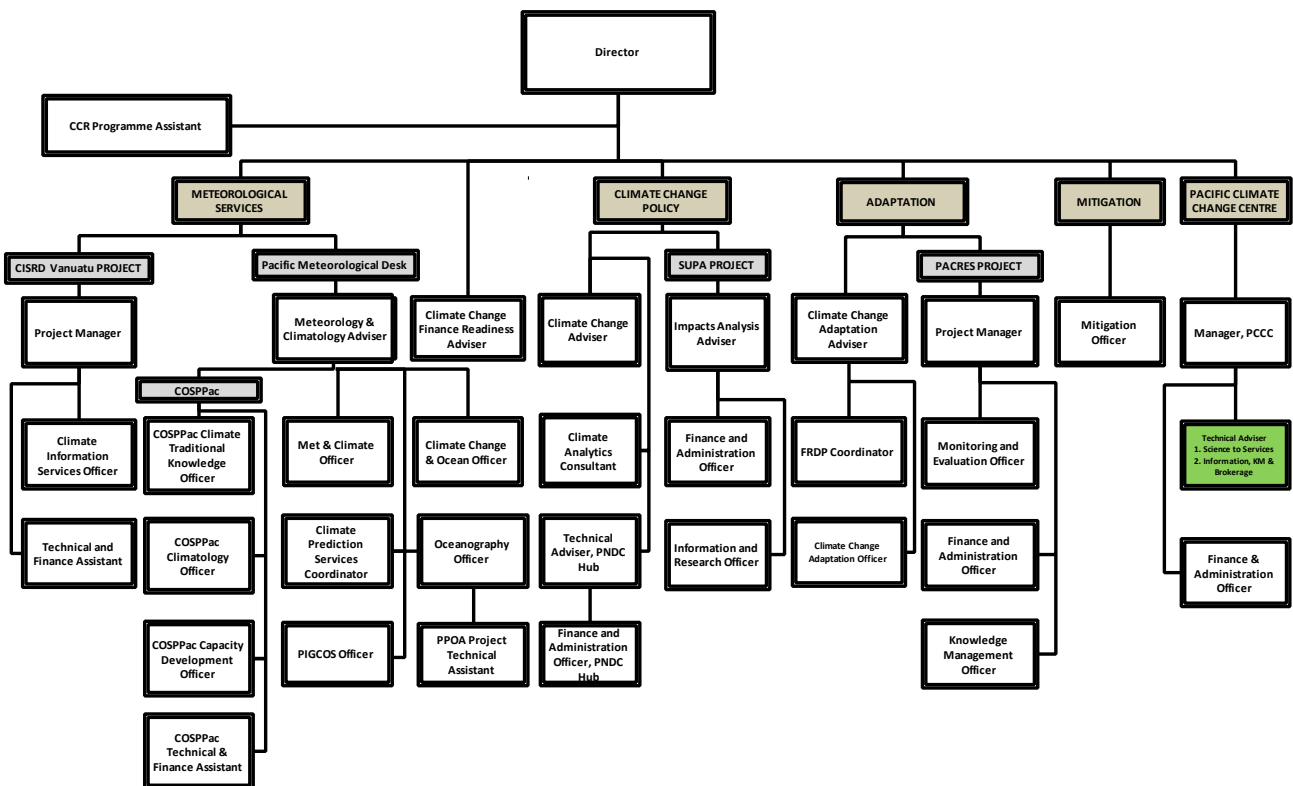 Director
CCR Programme Assistant
METEOROLOGICAL
SERVICES
CLIMATE CHANGE
POLICY
ADAPTATION
MITIGATION
PACIFIC CLIMATE
CHANGE CENTRE
CISRD Vanuatu PROJECT
Pacific Meteorological Desk
SUPA PROJECT
PACRES PROJECT
Project Manager
Meteorology &
Climatology Adviser
Climate Change
Finance Readiness
Adviser
Climate Change
Adviser
Impacts Analysis
Adviser
Climate Change
Adaptation
Adviser
Project Manager
Mitigation
Officer
Manager, PCCC
COSPPac
Climate
Information
Services Officer
COSPPac Climate
Traditional
Knowledge
Officer
Met & Climate
Officer
Climate Change
& Ocean Officer
Climate
Analytics
Consultant
Finance and
Administration
Officer
FRDP Coordinator
Monitoring and
Evaluation Officer
Technical Adviser
1. Science to Services
2. Information, KM &
Brokerage
Technical and
Finance Assistant
COSPPac
Climatology
Officer
Climate
Prediction
Services
Coordinator
Oceanography
Officer
Technical
Adviser, PNDC
Hub
Information and
Research Officer
Climate Change
Adaptation Officer
Finance and
Administration
Officer
Finance &
Administration
Officer
COSPPac Capacity
Development
Officer
PIGCOS Officer
PPOA Project
Technical
Assistant
Finance and
Administration
Officer, PNDC
Hub
Knowledge
Management
Officer
COSPPac
Technical &
Finance Assistant